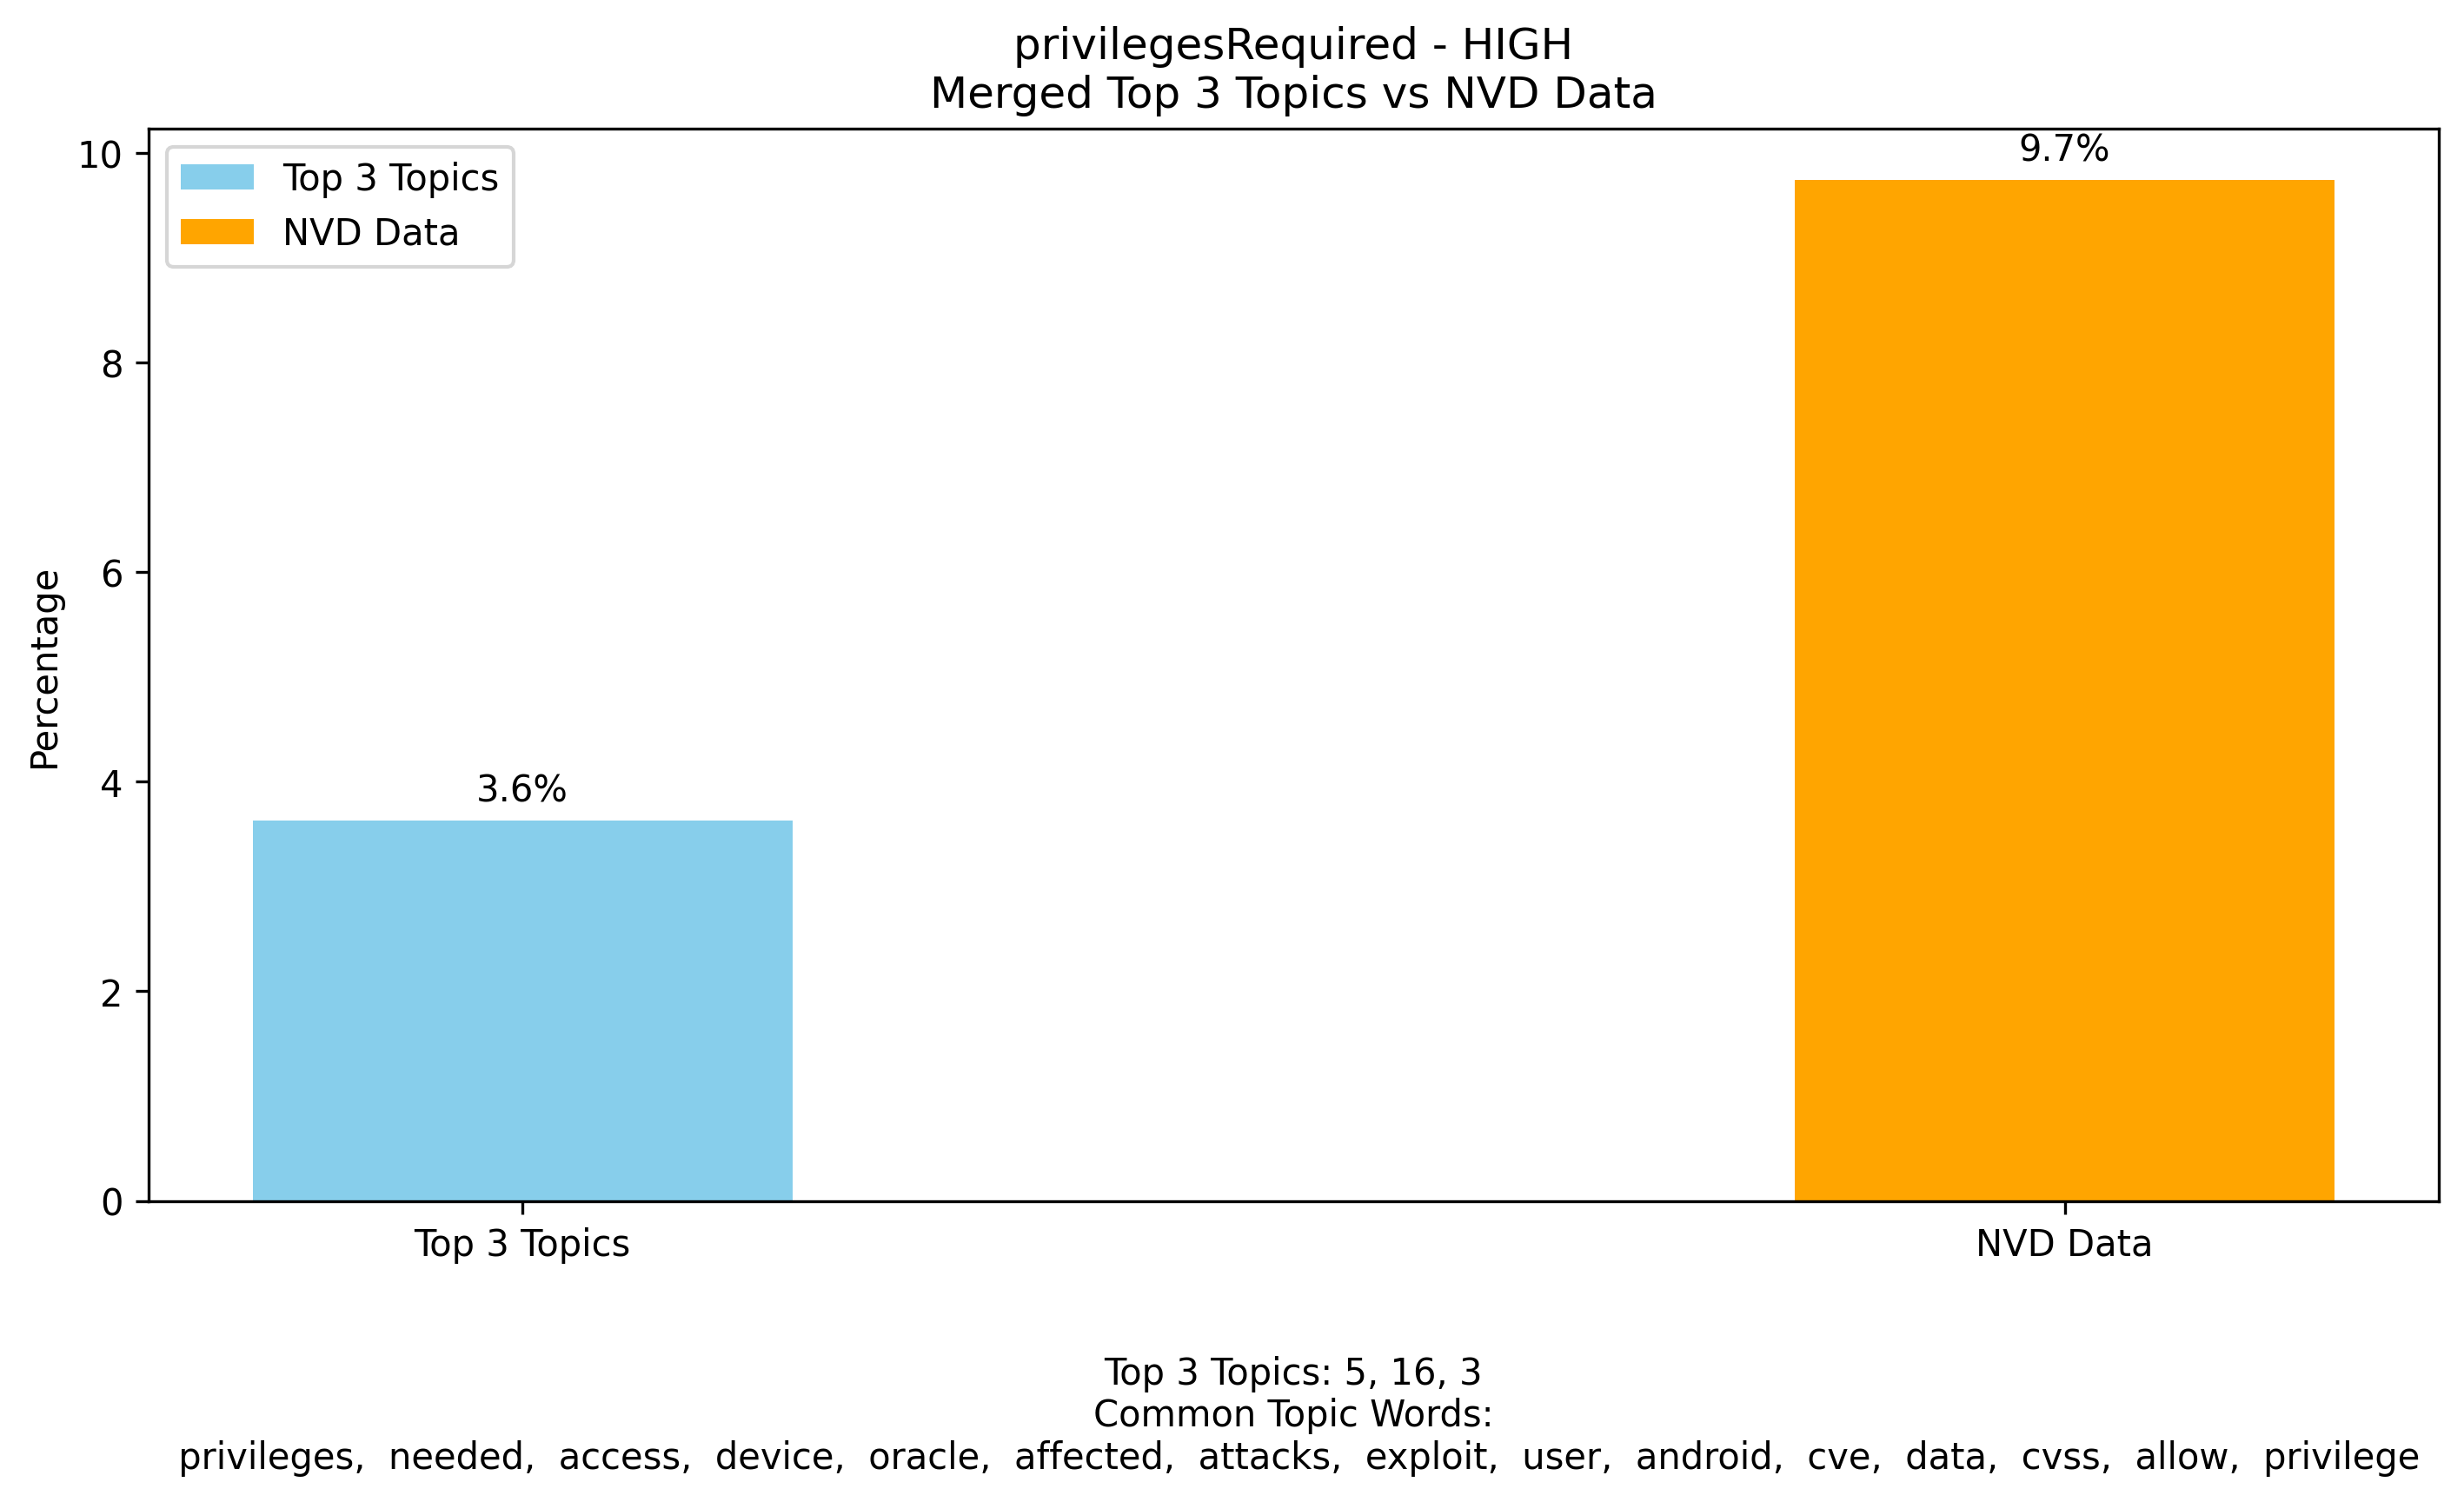 privilegesRequired - HIGH
Merged Top 3 Topics vs NVD Data
10
8
6
4
2
0
Percentage
Top 3 Topics
NVD Data
3.6%
9.7%
Top 3 Topics
NVD Data
Top 3 Topics: 5, 16, 3
Common Topic Words:
privileges, needed, access, device, oracle, affected, attacks, exploit, user, android, cve, data, cvss, allow, privilege